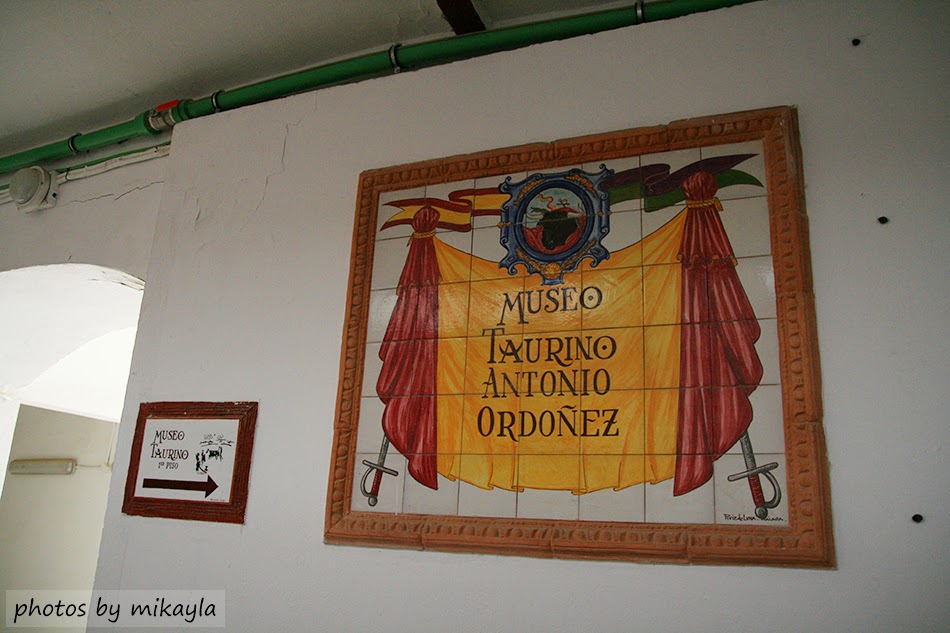 MUSEO
TAURINO
ANTONIO
ORDOÑEZ
MUSEO
TAURINO
1er PISO
photos by mikayla